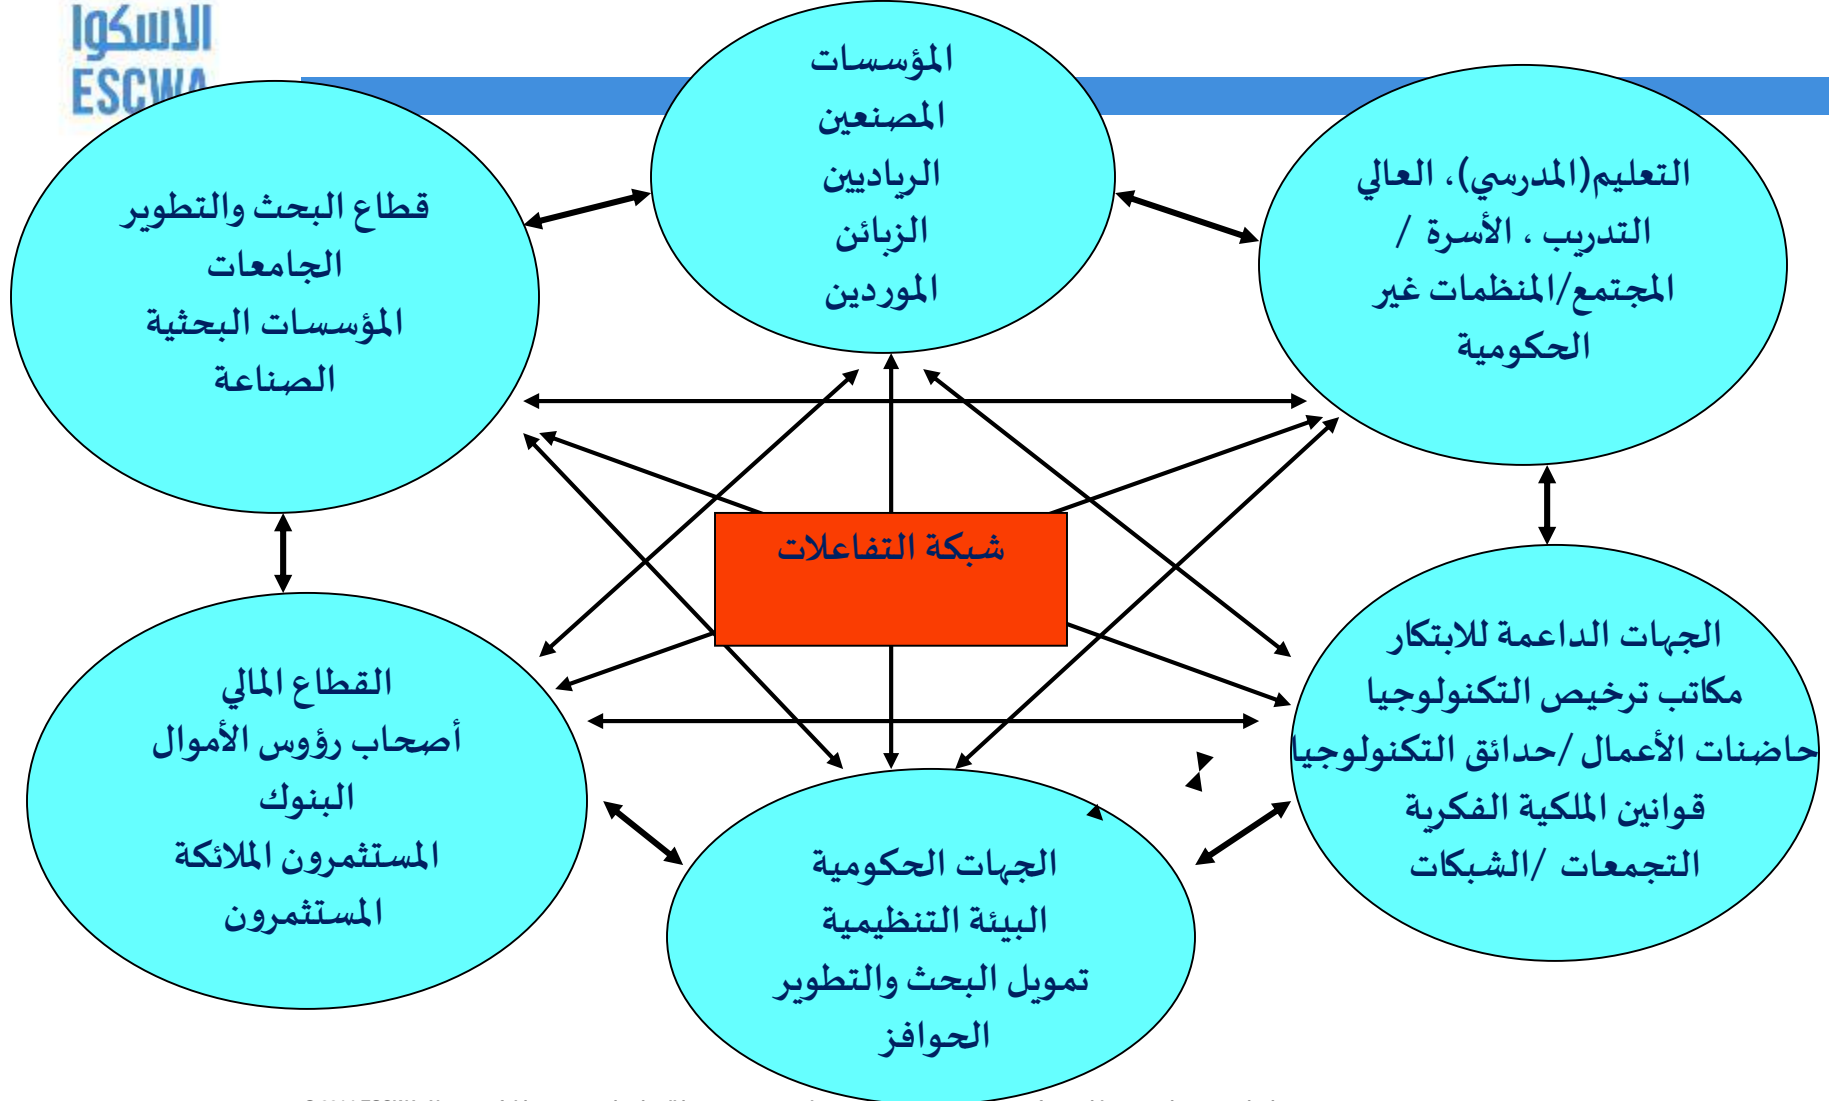 الاسكوا
ESCWA
المؤسسات
المصنعين
الرياديين
الزبائن
الموردين
التعليم(المدرسي)، العالي
التدريب ، الأسرة /
المجتمع/المنظمات غير
الحكومية
قطاع البحث والتطوير
الجامعات
المؤسسات البحثية
الصناعة
شبكة التفاعلات
الجهات الداعمة للابتكار
مكاتب ترخيص التكنولوجيا
حاضنات الأعمال /حدائق التكنولوجيا
قوانين الملكية الفكرية
التجمعات /الشبكات
القطاع المالي
أصحاب رؤوس الأموال
البنوك
المستثمرون الملائكة
المستثمرون
الجهات الحكومية
البيئة التنظيمية
تمويل البحث والتطوير
الحوافز